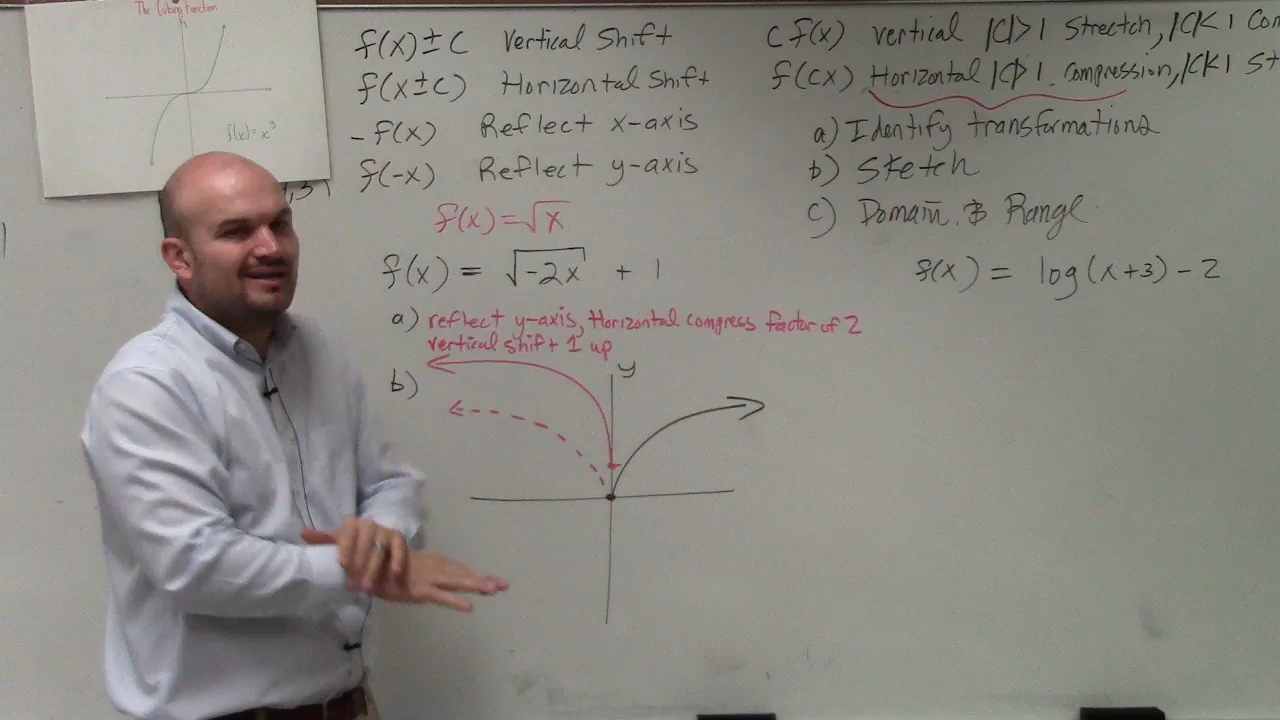 The Cubing Function
f(x)=x³
f(x) ± C Vertical Shift
f(x±C) Horizontal Shift
-f(x) Reflect x-axis
f(-x) Reflect y-axis
C f(x) vertical |C|>1 Stretch, |C|<1 Con
f(cx) Horizontal |C|>1 compression, |C|<1 St
a) Identify transformations
b) Sketch
c) Domain & Range
f(x)=√x
f(x) = √-2x + 1
a) reflect y-axis, Horizontal compress factor of 2
vertical shift 1 up
b)
y
f(x) = log(x+3) - 2